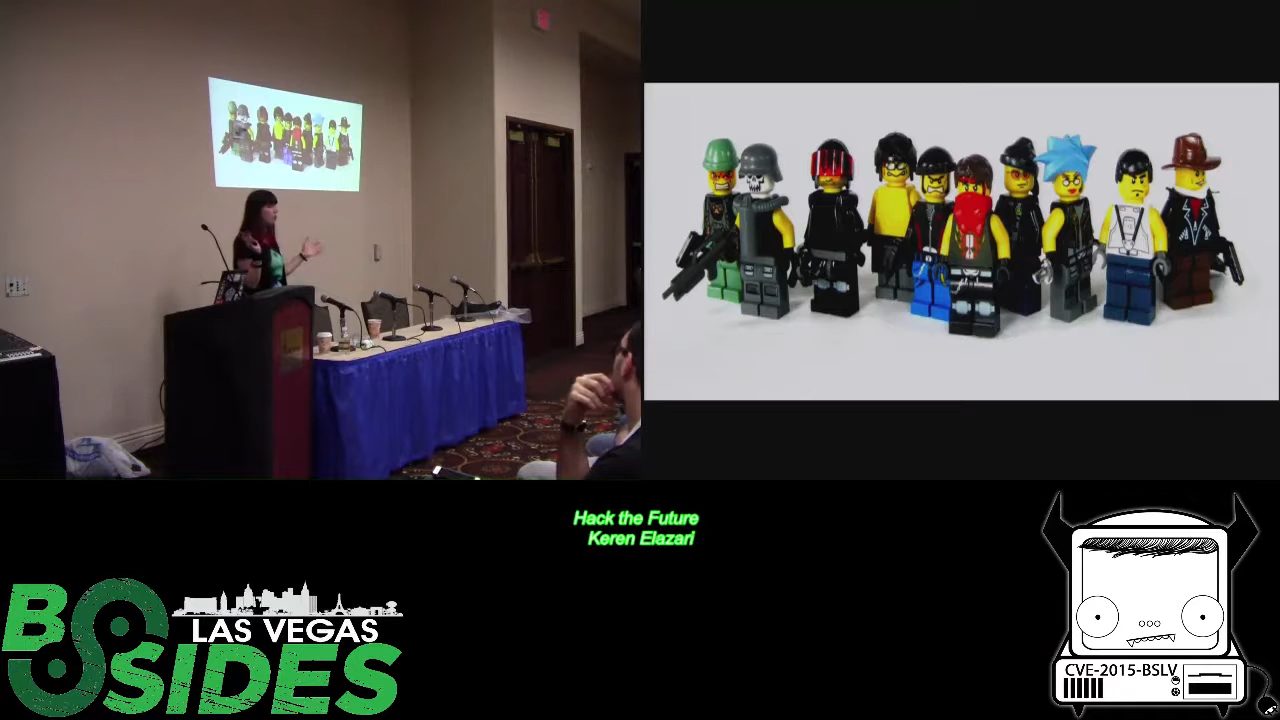 Hack the Future
Keren Elazari
BSIDES
LAS VEGAS
CVE-2015-BSLV